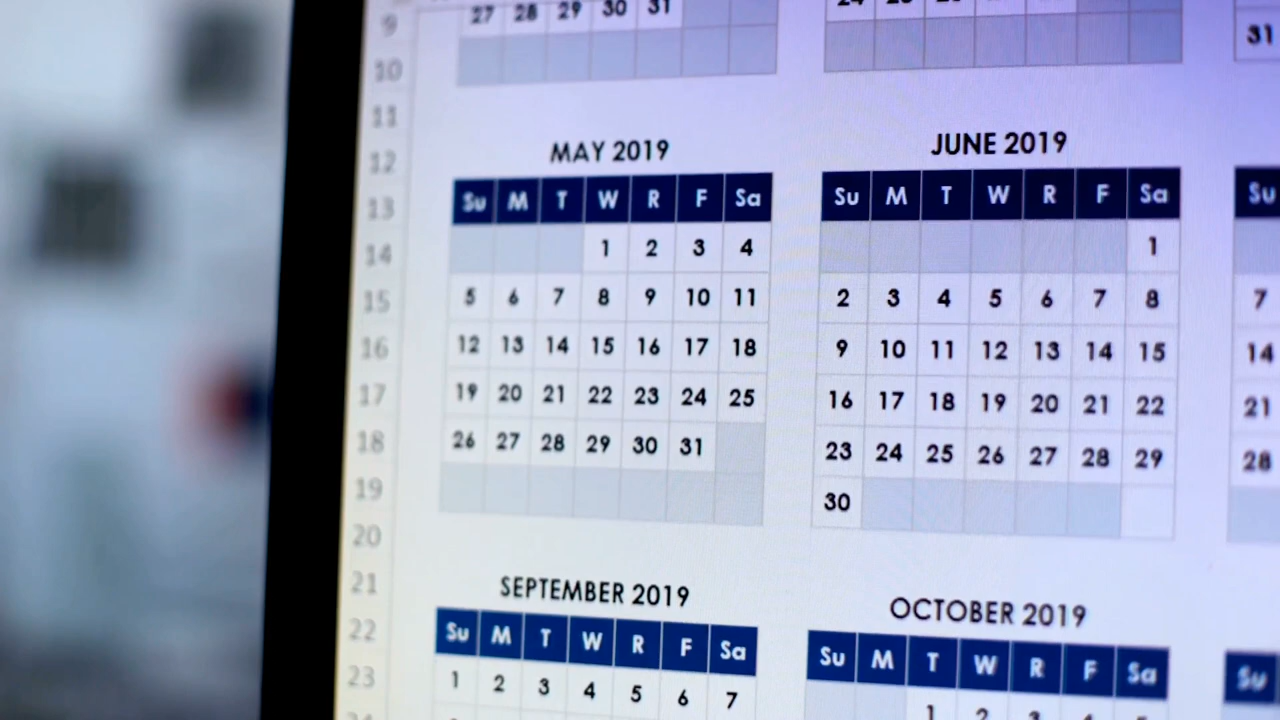 9 27 28 29 30 31
10 31
11
12 MAY 2019 JUNE 2019
13 Su M T W R F Sa Su M T W R F Sa Su
14 1 2 3 4 1
15 5 6 7 8 9 10 11 2 3 4 5 6 7 8 7
16 12 13 14 15 16 17 18 9 10 11 12 13 14 15 14
17 19 20 21 22 23 24 25 16 17 18 19 20 21 22 21
18 26 27 28 29 30 31 23 24 25 26 27 28 29 28
19 30
20
21 SEPTEMBER 2019 OCTOBER 2019
22 Su M T W R F Sa Su M T W R F Sa Su
23 1 2 3 4 5 6 7 1 2